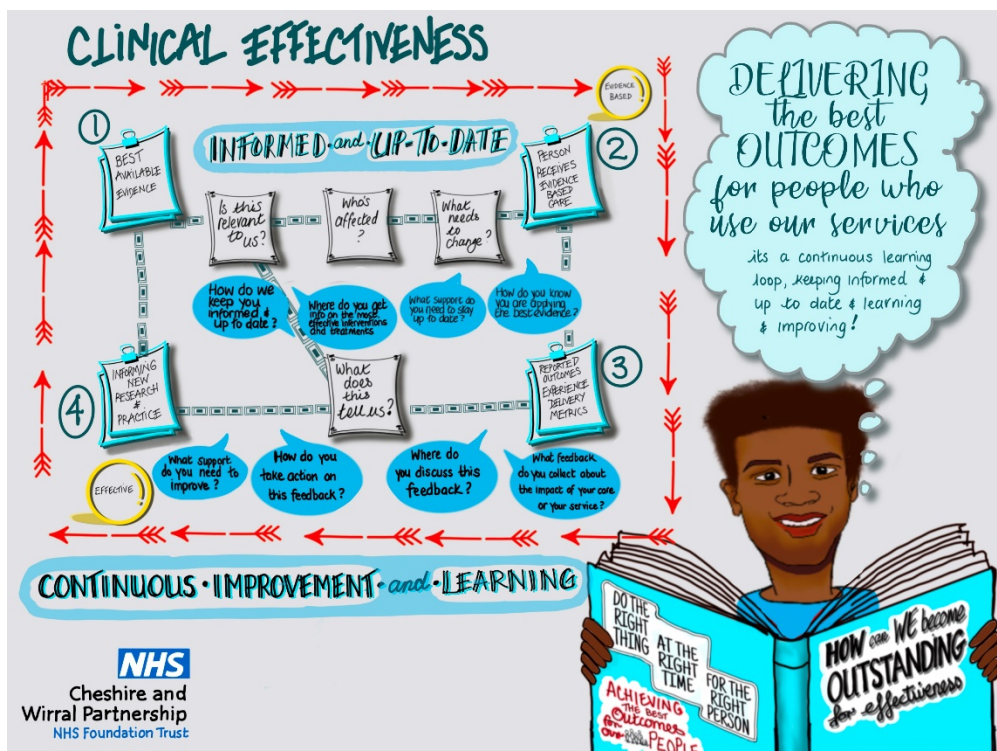 CLINICAL EFFECTIVENESS
EVIDENCE
BASED
1
BEST
AVAILABLE
EVIDENCE
INFORMED and UP-TO-DATE
2
PERSON
RECEIVES
EVIDENCE
BASED
CARE
Is this
relevant
to us?
Who's
affected
?
What
needs
to
change?
How do we
keep you
informed &
up to date?
Where do you get
info on the most
effective interventions
and treatments
What support do
you need to stay
up to date?
How do you know
you are applying
the best evidence?
4
INFORMING
NEW
RESEARCH
&
PRACTICE
What
does
this
tell us?
3
REPORTED
OUTCOMES
EXPERIENCE
DELIVERY
METRICS
EFFECTIVE
What support
do you need to
improve?
How do you
take action on
this feedback?
Where do
you discuss this
feedback?
What feedback
do you collect about
the impact of your care
or your service?
CONTINUOUS·IMPROVEMENT·and·LEARNING
NHS
Cheshire and
Wirral Partnership
NHS Foundation Trust
DELIVERING
the best
OUTCOMES
for people who
use our services
its a continuous learning
loop, keeping informed &
up to date & learning
& improving!
DO THE
RIGHT
THING
AT THE
RIGHT
TIME
FOR THE
RIGHT
PERSON
ACHIEVING
THE BEST
Outcomes
for our
PEOPLE
HOW can WE become
OUTSTANDING
for effectiveness